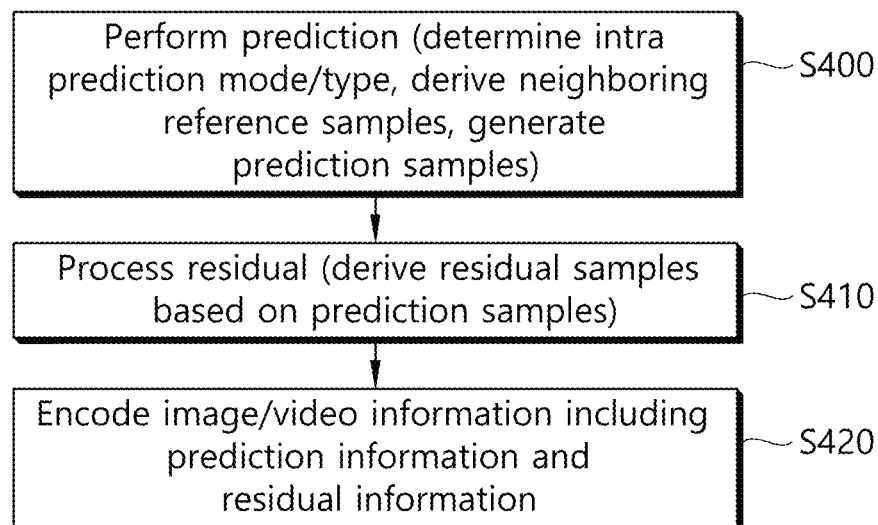 Perform prediction (determine intra
prediction mode/type, derive neighboring
reference samples, generate
prediction samples)
S400
Process residual (derive residual samples
based on prediction samples)
S410
Encode image/video information including
prediction information and
residual information
S420